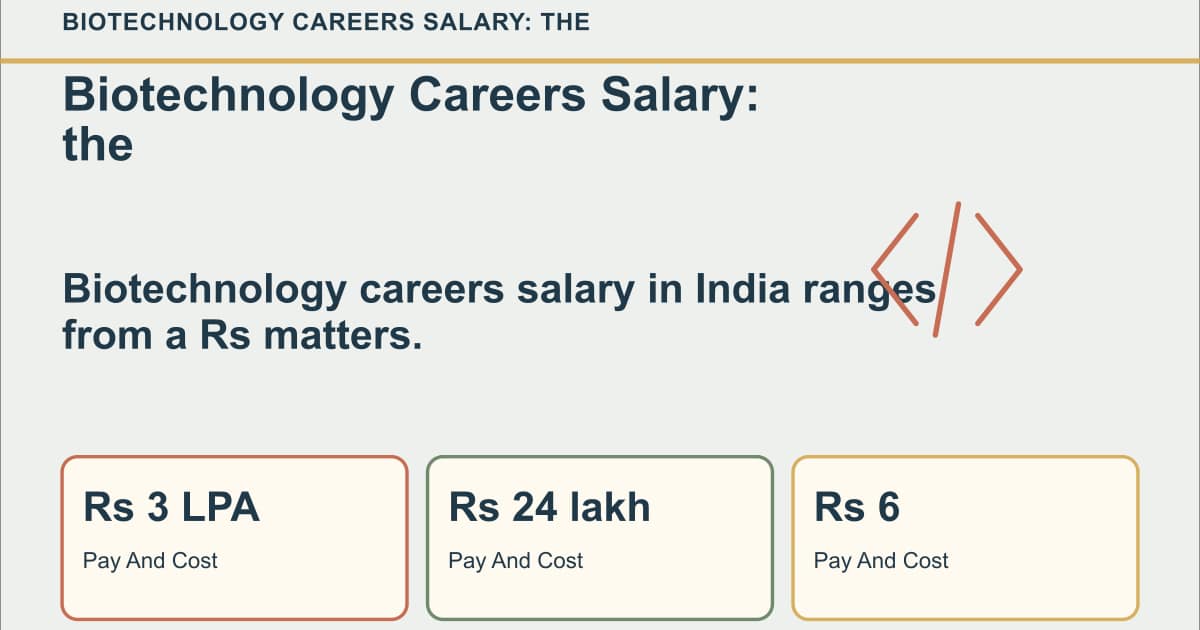 BIOTECHNOLOGY CAREERS SALARY: THE
Biotechnology Careers Salary:
the
Biotechnology careers salary in India ranges
from a Rs matters.
Rs 3 LPA
Pay And Cost
Rs 24 lakh
Pay And Cost
Rs 6
Pay And Cost